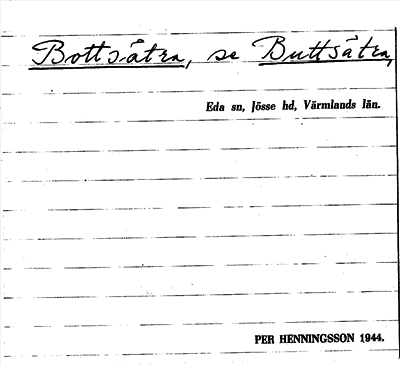 Bottsätra, se Buttsätra,
Eda sn, Jösse hd, Värmlands län.
PER HENNINGSSON 1944.